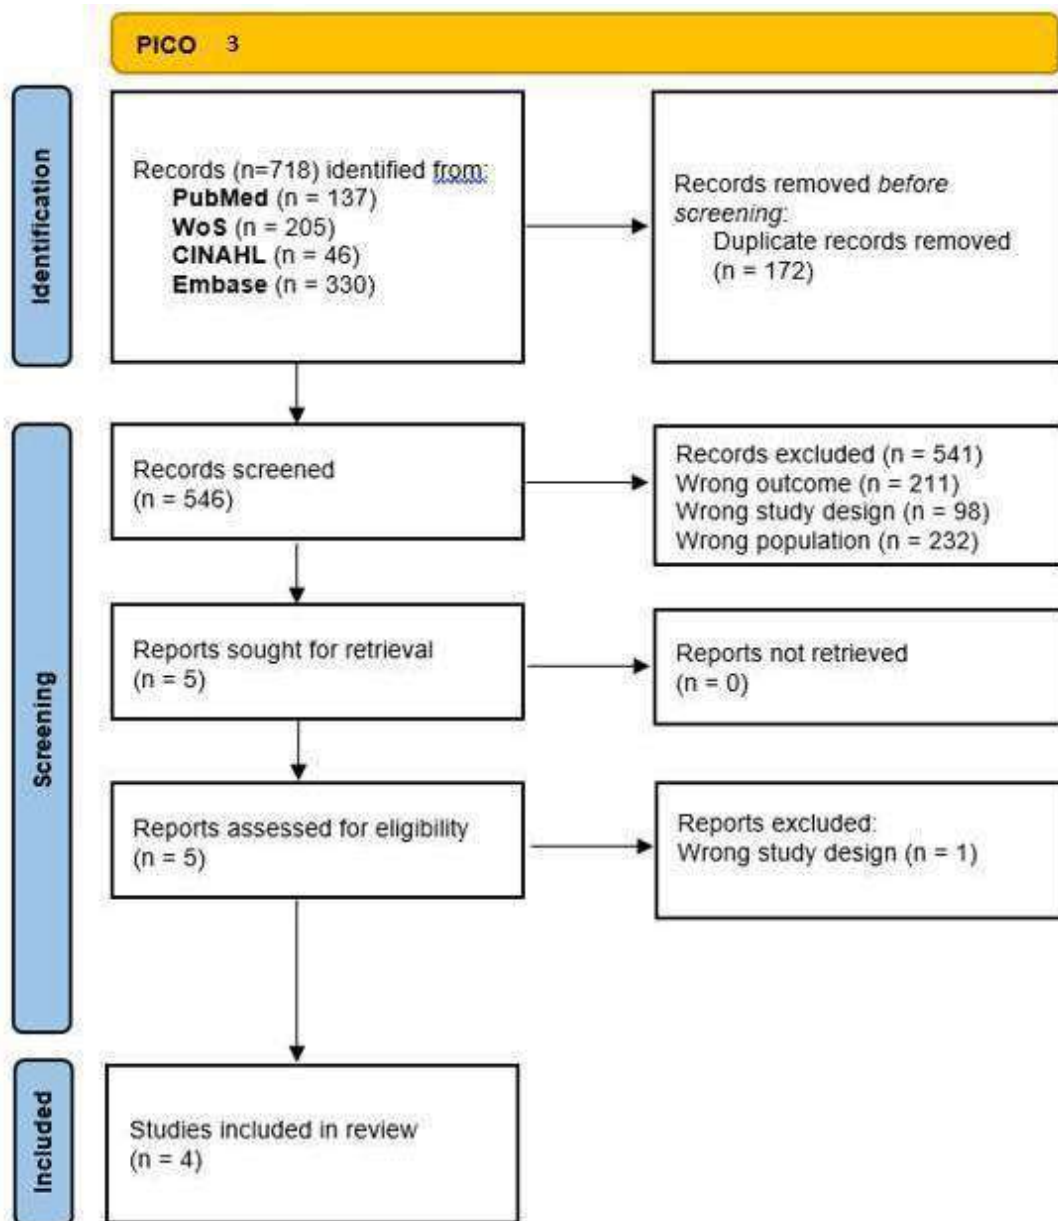 PICO 3
Identification
Records (n=718) identified from:
PubMed (n = 137)
WoS (n = 205)
CINAHL (n = 46)
Embase (n = 330)
Records removed before
screening:
Duplicate records removed
(n = 172)
Screening
Records screened
(n = 546)
Records excluded (n = 541)
Wrong outcome (n = 211)
Wrong study design (n = 98)
Wrong population (n = 232)
Reports sought for retrieval
(n = 5)
Reports not retrieved
(n = 0)
Reports assessed for eligibility
(n = 5)
Reports excluded:
Wrong study design (n = 1)
Included
Studies included in review
(n = 4)